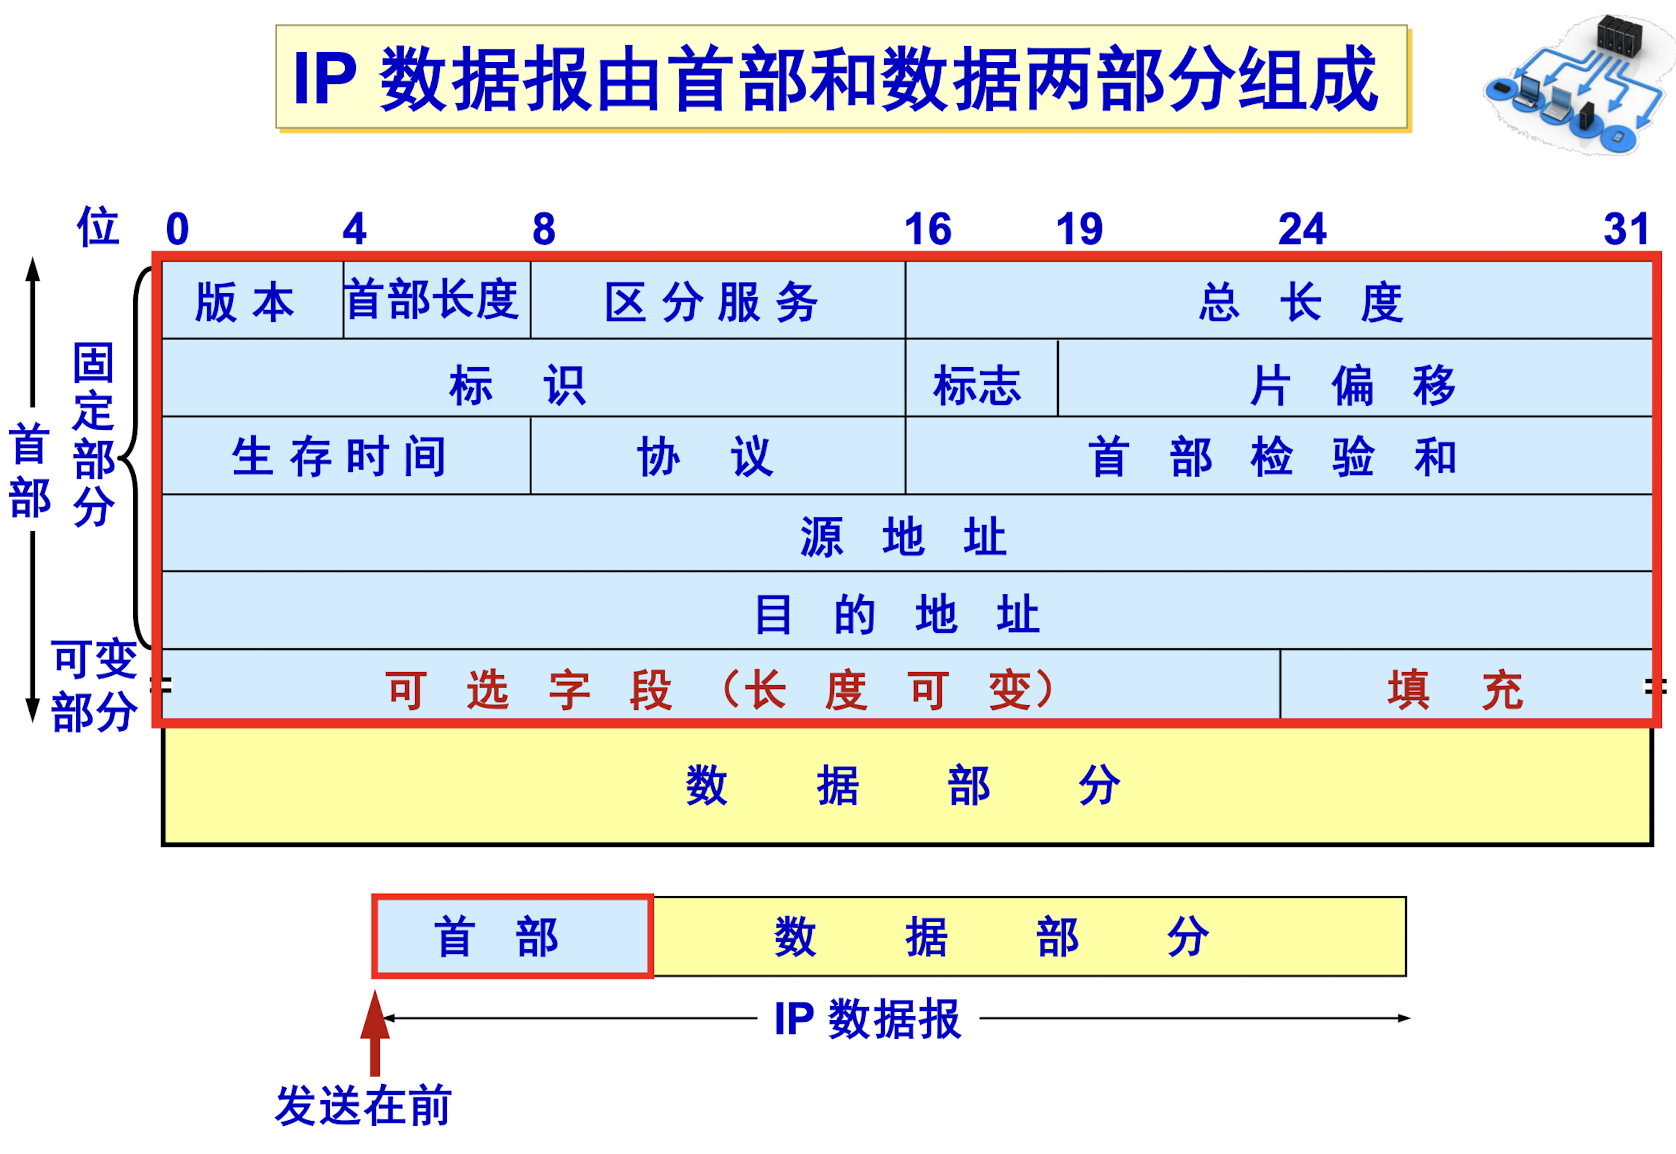 IP 数据报由首部和数据两部分组成
位 0 4 8 16 19 24 31
版本 首部长度 区分服务 总长度
标识 标志 片偏移
生存时间 协议 首部检验和
源地址
目的地址
可选字段（长度可变） 填充
首部
固定部分
可变部分
数据部分
首部 数据部分
IP 数据报
发送在前